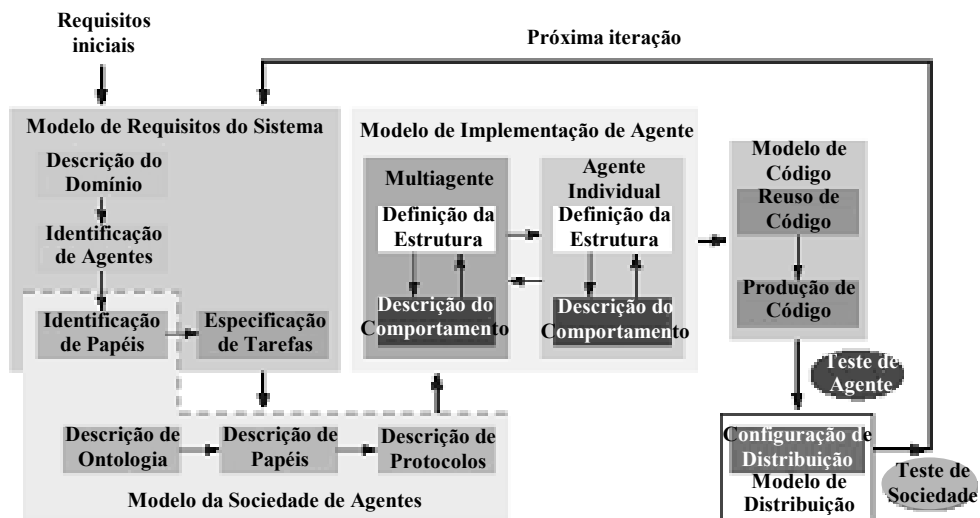 Requisitos
iniciais
Próxima iteração
Modelo de Requisitos do Sistema
Descrição do
Domínio
Identificação
de Agentes
Identificação
de Papéis
Especificação
de Tarefas
Descrição de
Ontologia
Descrição de
Papéis
Descrição de
Protocolos
Modelo da Sociedade de Agentes
Modelo de Implementação de Agente
Multiagente
Definição da
Estrutura
Descrição do
Comportamento
Agente
Individual
Definição da
Estrutura
Descrição do
Comportamento
Modelo de
Código
Reuso de
Código
Produção de
Código
Teste de
Agente
Configuração de
Distribuição
Modelo de
Distribuição
Teste de
Sociedade